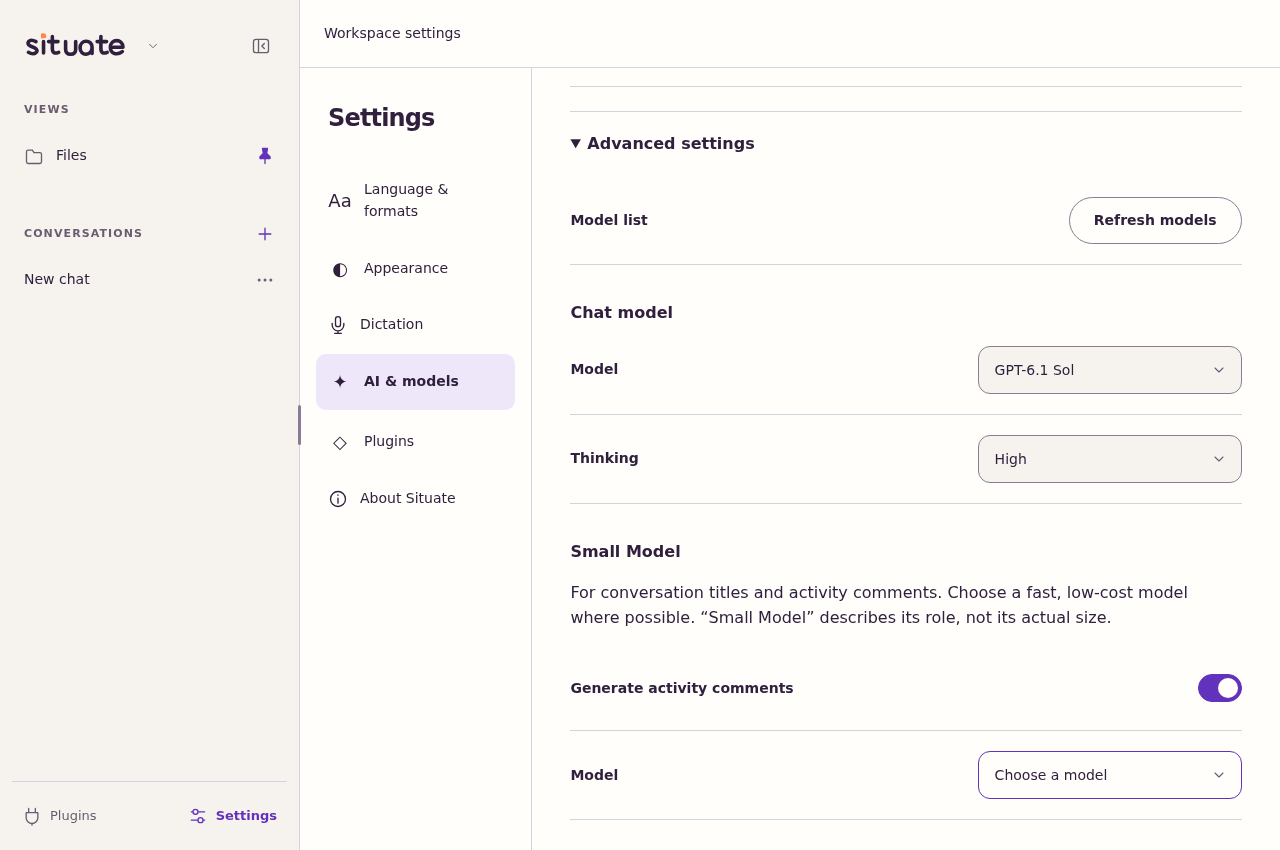 situate
Workspace settings
VIEWS
Files
CONVERSATIONS
New chat
Plugins
Settings
Settings
Aa
Language &
formats
Appearance
Dictation
AI & models
Plugins
About Situate
Advanced settings
Model list
Refresh models
Chat model
Model
GPT-6.1 Sol
Thinking
High
Small Model
For conversation titles and activity comments. Choose a fast, low-cost model
where possible. “Small Model” describes its role, not its actual size.
Generate activity comments
Model
Choose a model